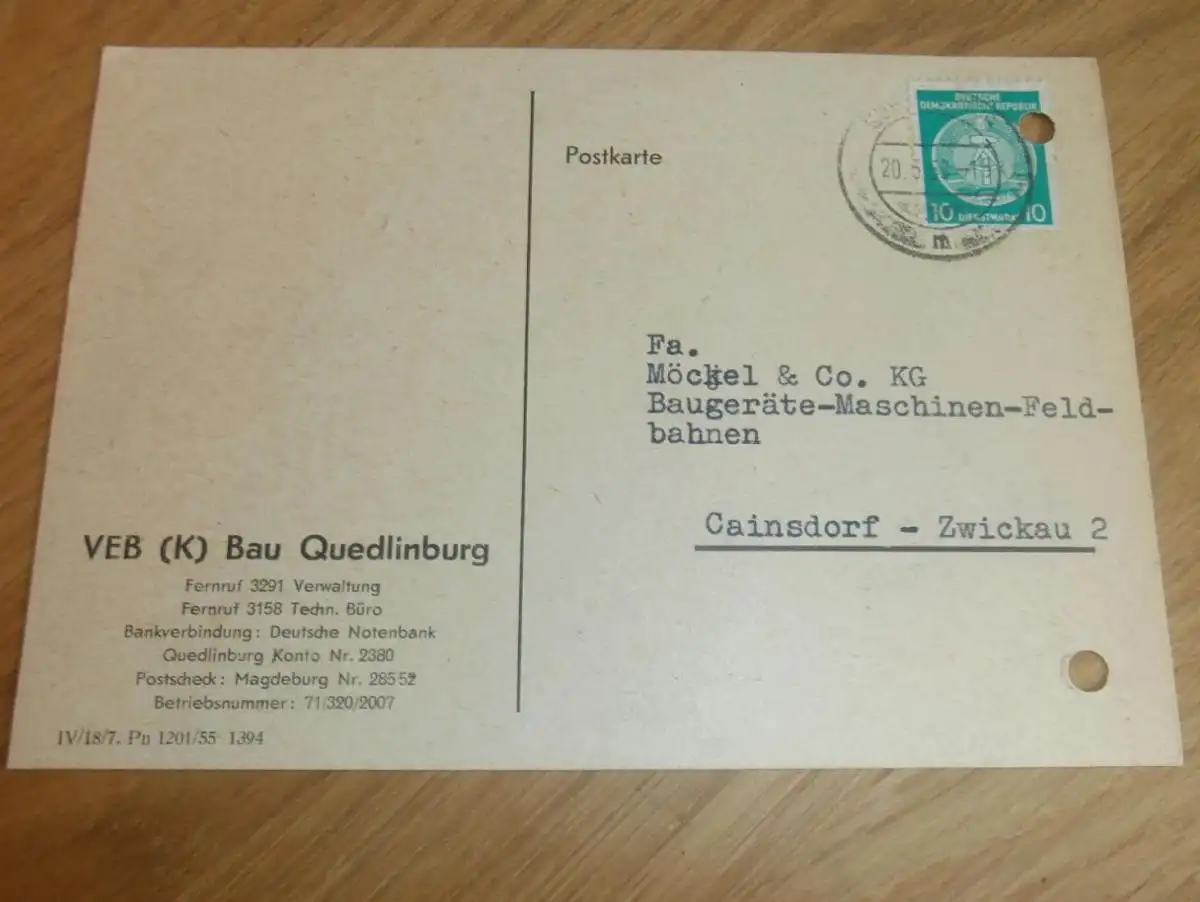 Postkarte
DEUTSCHE
DEMOKRATISCHE REPUBLIK
10 DIENSTMARKE 10
20.5.
m
Fa.
Möckel & Co. KG
Baugeräte-Maschinen-Feld-
bahnen
Cainsdorf - Zwickau 2
VEB (K) Bau Quedlinburg
Fernruf 3291 Verwaltung
Fernruf 3158 Techn. Büro
Bankverbindung: Deutsche Notenbank
Quedlinburg Konto Nr. 2380
Postscheck: Magdeburg Nr. 28552
Betriebsnummer: 71/320/2007
IV/18/7. Pn 1201/55 1394